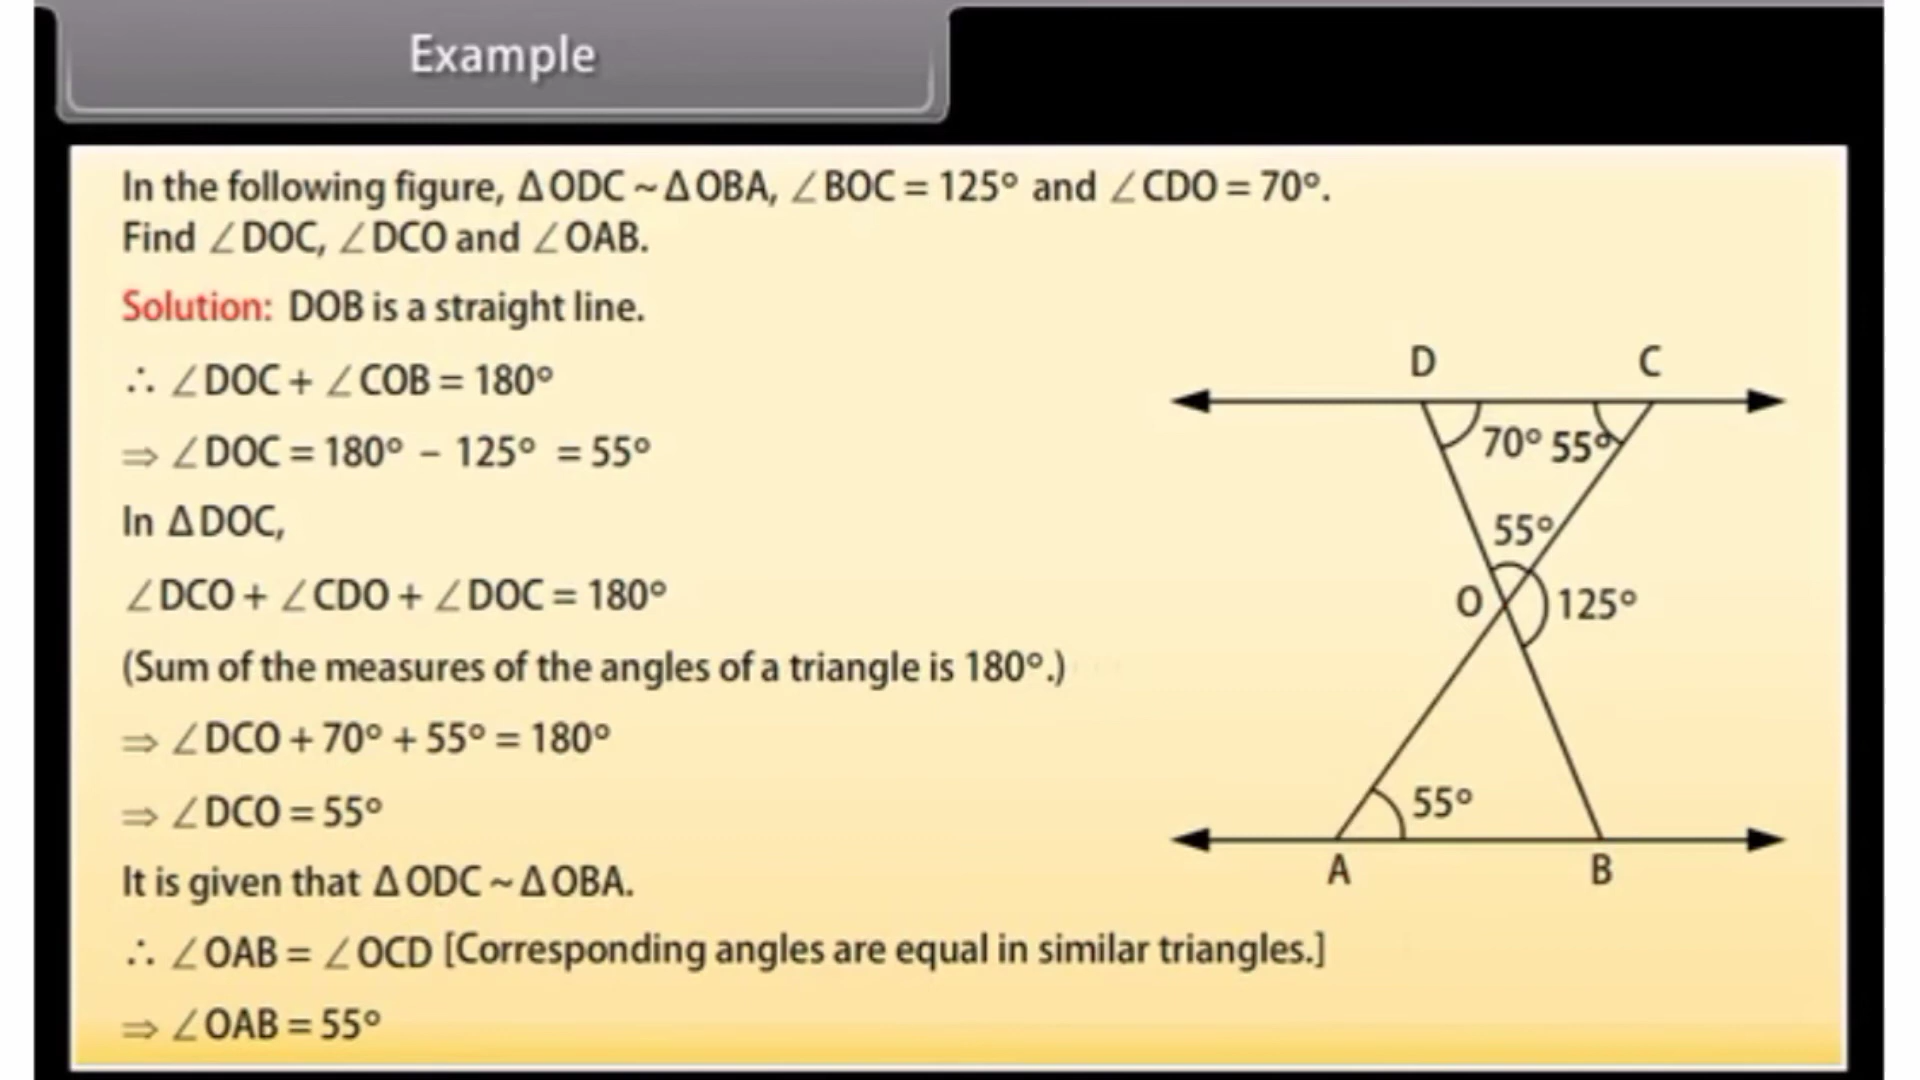 Example
In the following figure, ΔODC ~ ΔOBA, ∠BOC = 125° and ∠CDO = 70°.
Find ∠DOC, ∠DCO and ∠OAB.
Solution: DOB is a straight line.
∴ ∠DOC + ∠COB = 180°
⇒ ∠DOC = 180° – 125° = 55°
In ΔDOC,
∠DCO + ∠CDO + ∠DOC = 180°
(Sum of the measures of the angles of a triangle is 180°.)
⇒ ∠DCO + 70° + 55° = 180°
⇒ ∠DCO = 55°
It is given that ΔODC ~ ΔOBA.
∴ ∠OAB = ∠OCD [Corresponding angles are equal in similar triangles.]
⇒ ∠OAB = 55°
D C
70° 55°
55°
O 125°
55°
A B